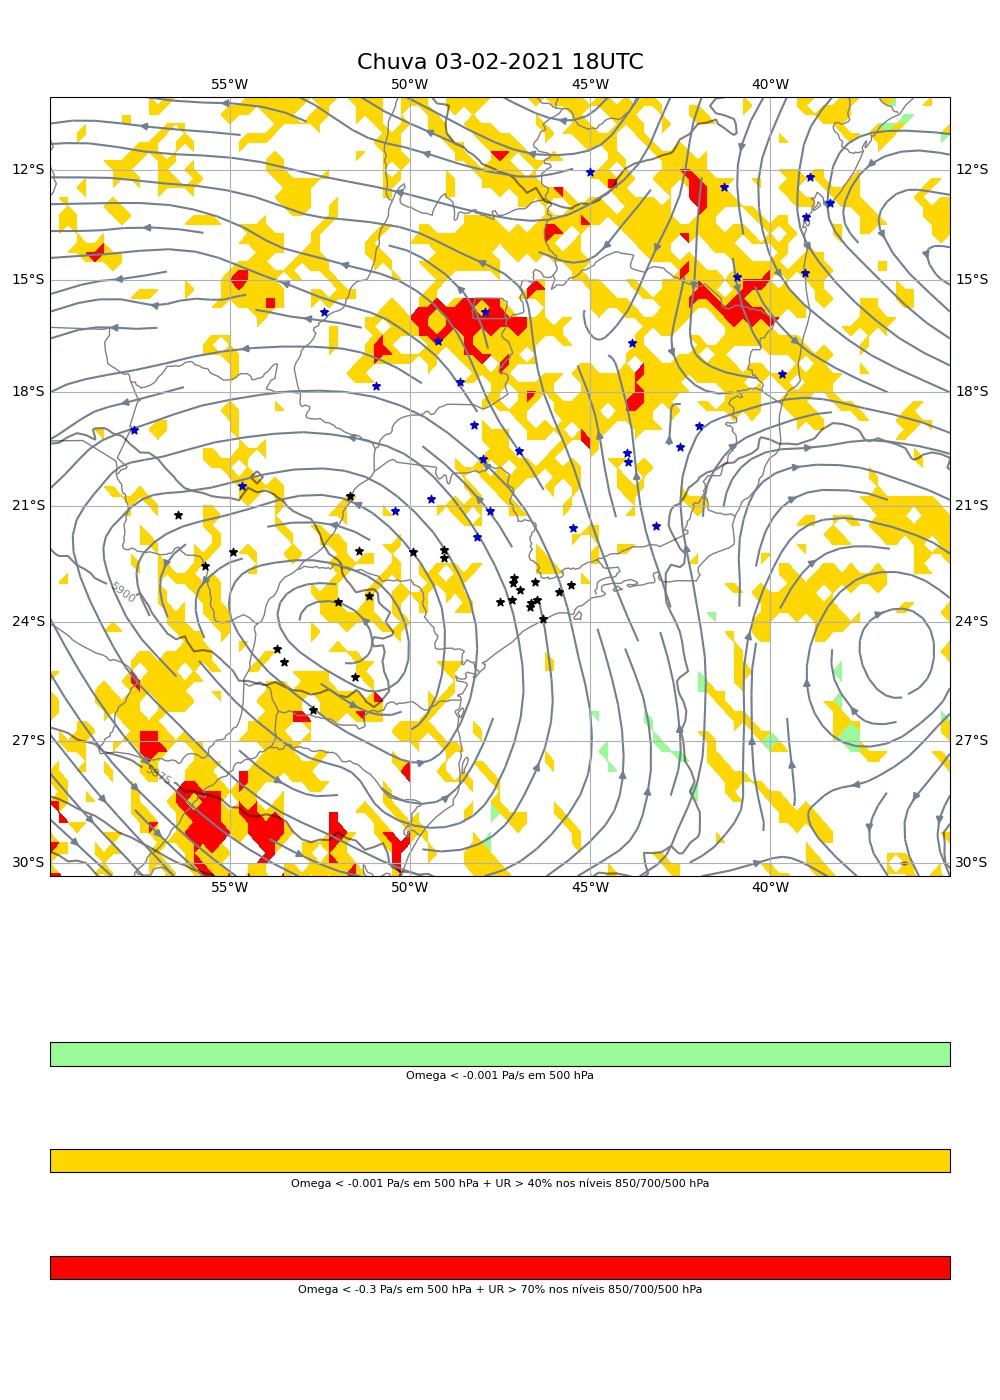 Chuva 03-02-2021 18UTC
55°W 50°W 45°W 40°W
12°S 12°S
15°S 15°S
18°S 18°S
21°S 21°S
5900
24°S 24°S
27°S 27°S
5875
30°S 30°S
55°W 50°W 45°W 40°W
Omega < -0.001 Pa/s em 500 hPa
Omega < -0.001 Pa/s em 500 hPa + UR > 40% nos níveis 850/700/500 hPa
Omega < -0.3 Pa/s em 500 hPa + UR > 70% nos níveis 850/700/500 hPa